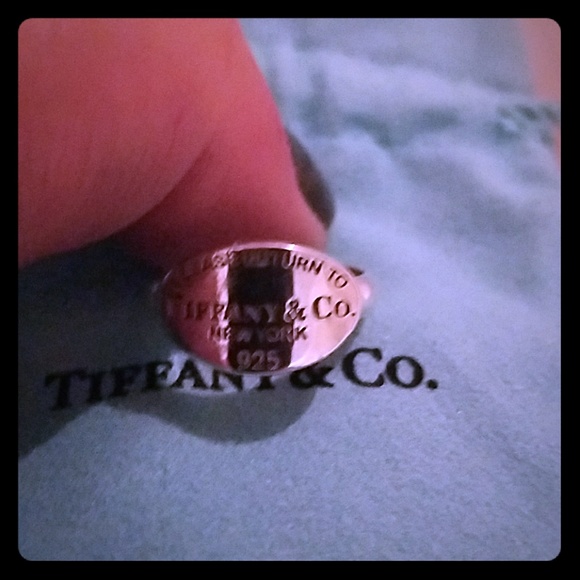 RETURN TO
TIFFANY & CO.
NEW YORK
925
TIFFANY & CO.